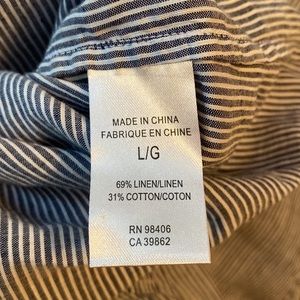 MADE IN CHINA
FABRIQUE EN CHINE
L/G
69% LINEN/LINEN
31% COTTON/COTON
RN 98406
CA 39862